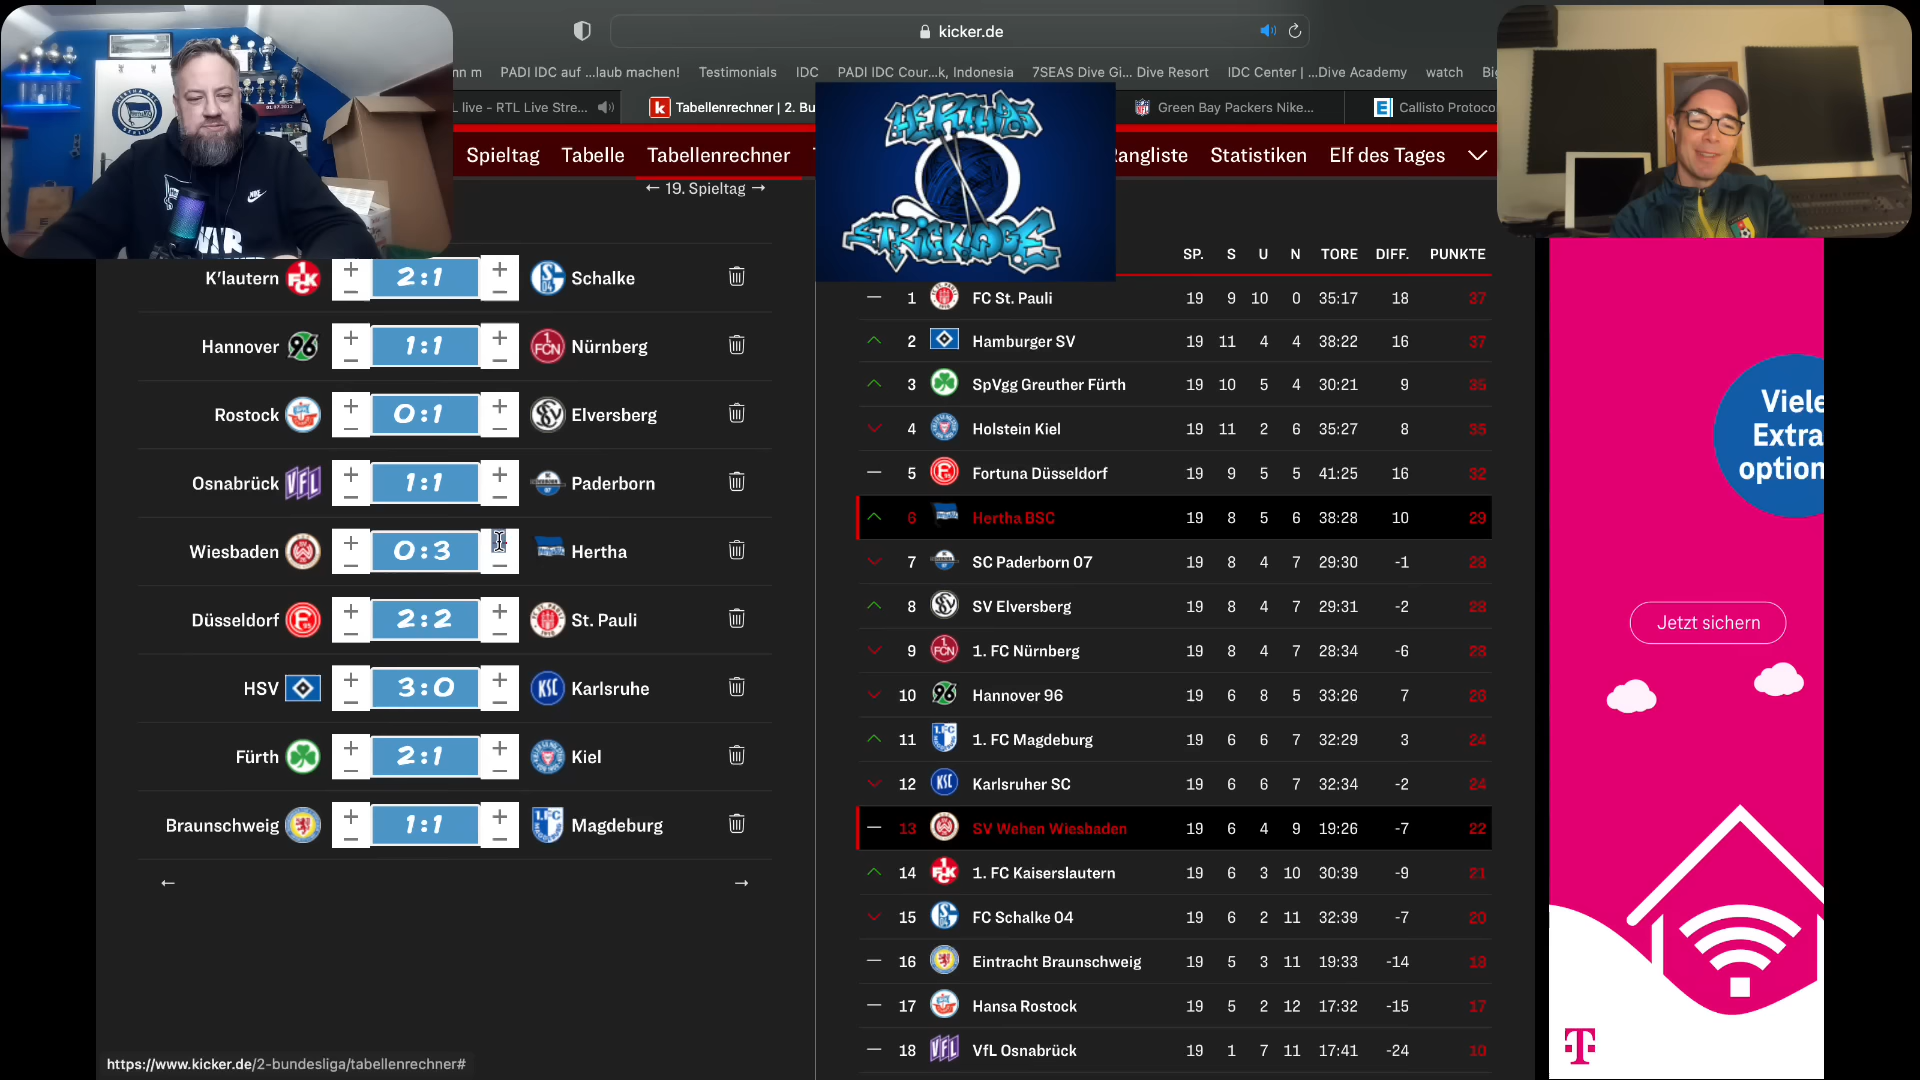 kicker.de
nn m
PADI IDC auf ...laub machen!
Testimonials
IDC
PADI IDC Cour...k, Indonesia
7SEAS Dive Gi... Dive Resort
IDC Center | ...Dive Academy
watch
L live - RTL Live Stre...
Tabellenrechner | 2. Bu
Green Bay Packers Nike...
Callisto Protoco
HERTHAS
STRICKLIGE
Spieltag
Tabelle
Tabellenrechner
Rangliste
Statistiken
Elf des Tages
← 19. Spieltag →
K'lautern 2:1 Schalke
Hannover 1:1 Nürnberg
Rostock 0:1 Elversberg
Osnabrück 1:1 Paderborn
Wiesbaden 0:3 Hertha
Düsseldorf 2:2 St. Pauli
HSV 3:0 Karlsruhe
Fürth 2:1 Kiel
Braunschweig 1:1 Magdeburg
← →
SP. S U N TORE DIFF. PUNKTE
1 FC St. Pauli 19 9 10 0 35:17 18 37
2 Hamburger SV 19 11 4 4 38:22 16 37
3 SpVgg Greuther Fürth 19 10 5 4 30:21 9 35
4 Holstein Kiel 19 11 2 6 35:27 8 35
5 Fortuna Düsseldorf 19 9 5 5 41:25 16 32
6 Hertha BSC 19 8 5 6 38:28 10 29
7 SC Paderborn 07 19 8 4 7 29:30 -1 28
8 SV Elversberg 19 8 4 7 29:31 -2 28
9 1. FC Nürnberg 19 8 4 7 28:34 -6 28
10 Hannover 96 19 6 8 5 33:26 7 26
11 1. FC Magdeburg 19 6 6 7 32:29 3 24
12 Karlsruher SC 19 6 6 7 32:34 -2 24
13 SV Wehen Wiesbaden 19 6 4 9 19:26 -7 22
14 1. FC Kaiserslautern 19 6 3 10 30:39 -9 21
15 FC Schalke 04 19 6 2 11 32:39 -7 20
16 Eintracht Braunschweig 19 5 3 11 19:33 -14 18
17 Hansa Rostock 19 5 2 12 17:32 -15 17
18 VfL Osnabrück 19 1 7 11 17:41 -24 10
Viele
Extra
option
Jetzt sichern
T
https://www.kicker.de/2-bundesliga/tabellenrechner#